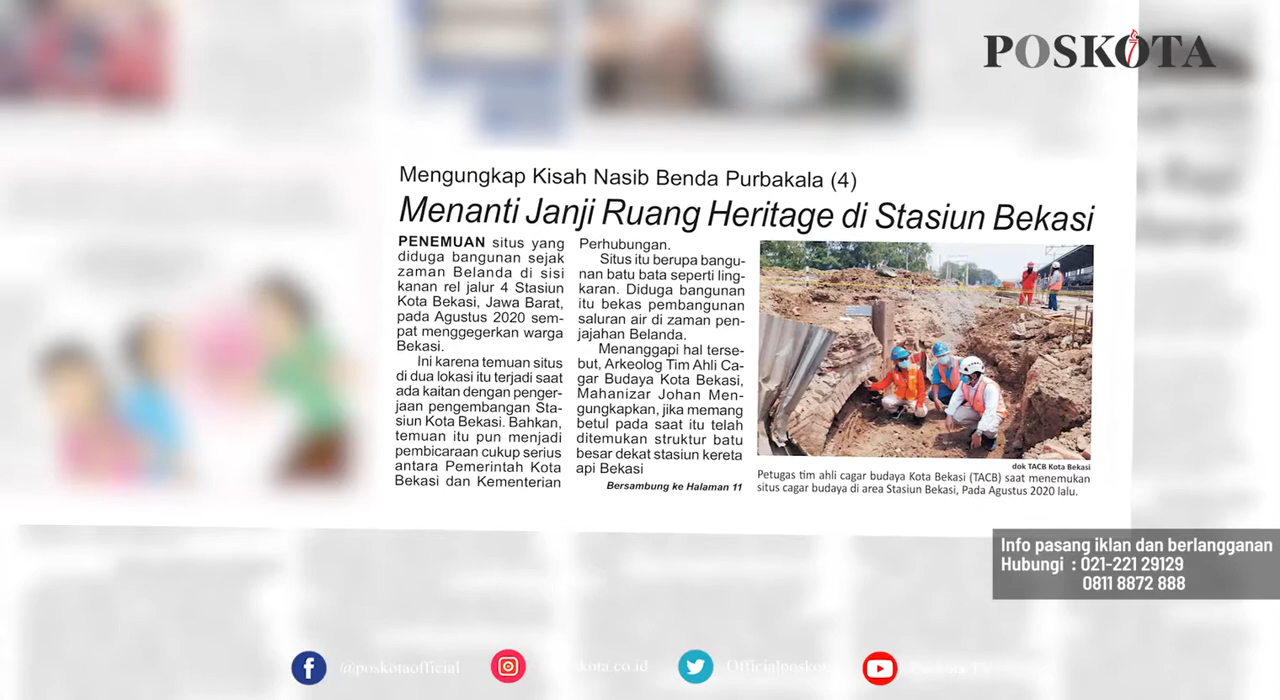 POSKOTA
Mengungkap Kisah Nasib Benda Purbakala (4)
Menanti Janji Ruang Heritage di Stasiun Bekasi
PENEMUAN situs yang
diduga bangunan sejak
zaman Belanda di sisi
kanan rel jalur 4 Stasiun
Kota Bekasi, Jawa Barat,
pada Agustus 2020 sem-
pat menggegerkan warga
Bekasi.
Ini karena temuan situs
di dua lokasi itu terjadi saat
ada kaitan dengan penger-
jaan pengembangan Sta-
siun Kota Bekasi. Bahkan,
temuan itu pun menjadi
pembicaraan cukup serius
antara Pemerintah Kota
Bekasi dan Kementerian
Perhubungan.
Situs itu berupa bangu-
nan batu bata seperti ling-
karan. Diduga bangunan
itu bekas pembangunan
saluran air di zaman pen-
jajahan Belanda.
Menanggapi hal terse-
but, Arkeolog Tim Ahli Ca-
gar Budaya Kota Bekasi,
Mahanizar Johan Men-
gungkapkan, jika memang
betul pada saat itu telah
ditemukan struktur batu
besar dekat stasiun kereta
api Bekasi
Bersambung ke Halaman 11
dok TACB Kota Bekasi
Petugas tim ahli cagar budaya Kota Bekasi (TACB) saat menemukan
situs cagar budaya di area Stasiun Bekasi, Pada Agustus 2020 lalu.
Info pasang iklan dan berlangganan
Hubungi : 021-221 29129
0811 8872 888
@poskotaofficial
kota.co.id
Officialposko